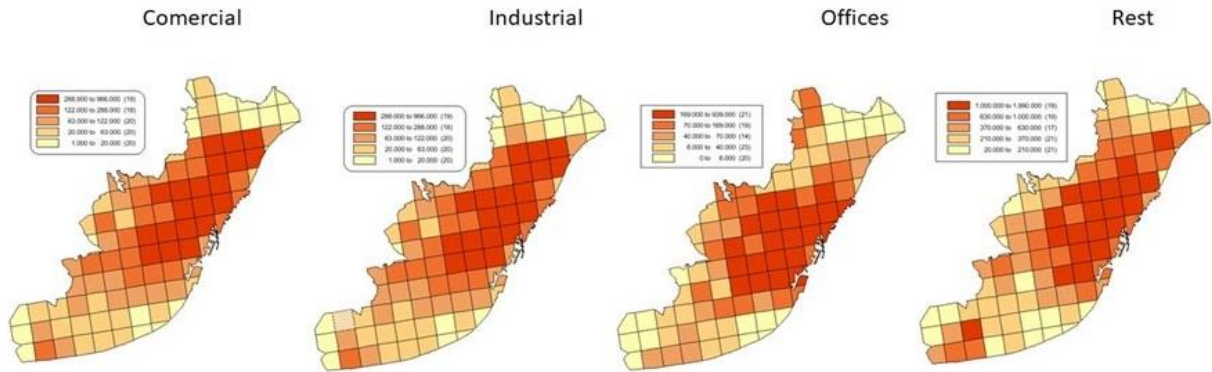 Comercial
Industrial
Offices
Rest
288.000 to 966.000 (19)
122.000 to 288.000 (18)
63.000 to 122.000 (20)
20.000 to 63.000 (20)
1.000 to 20.000 (20)
288.000 to 966.000 (19)
122.000 to 288.000 (18)
63.000 to 122.000 (20)
20.000 to 63.000 (20)
1.000 to 20.000 (20)
169.000 to 939.000 (21)
70.000 to 169.000 (19)
40.000 to 70.000 (14)
6.000 to 40.000 (23)
0 to 6.000 (20)
1.000.000 to 1.990.000 (19)
630.000 to 1.000.000 (19)
370.000 to 630.000 (17)
210.000 to 370.000 (21)
20.000 to 210.000 (21)